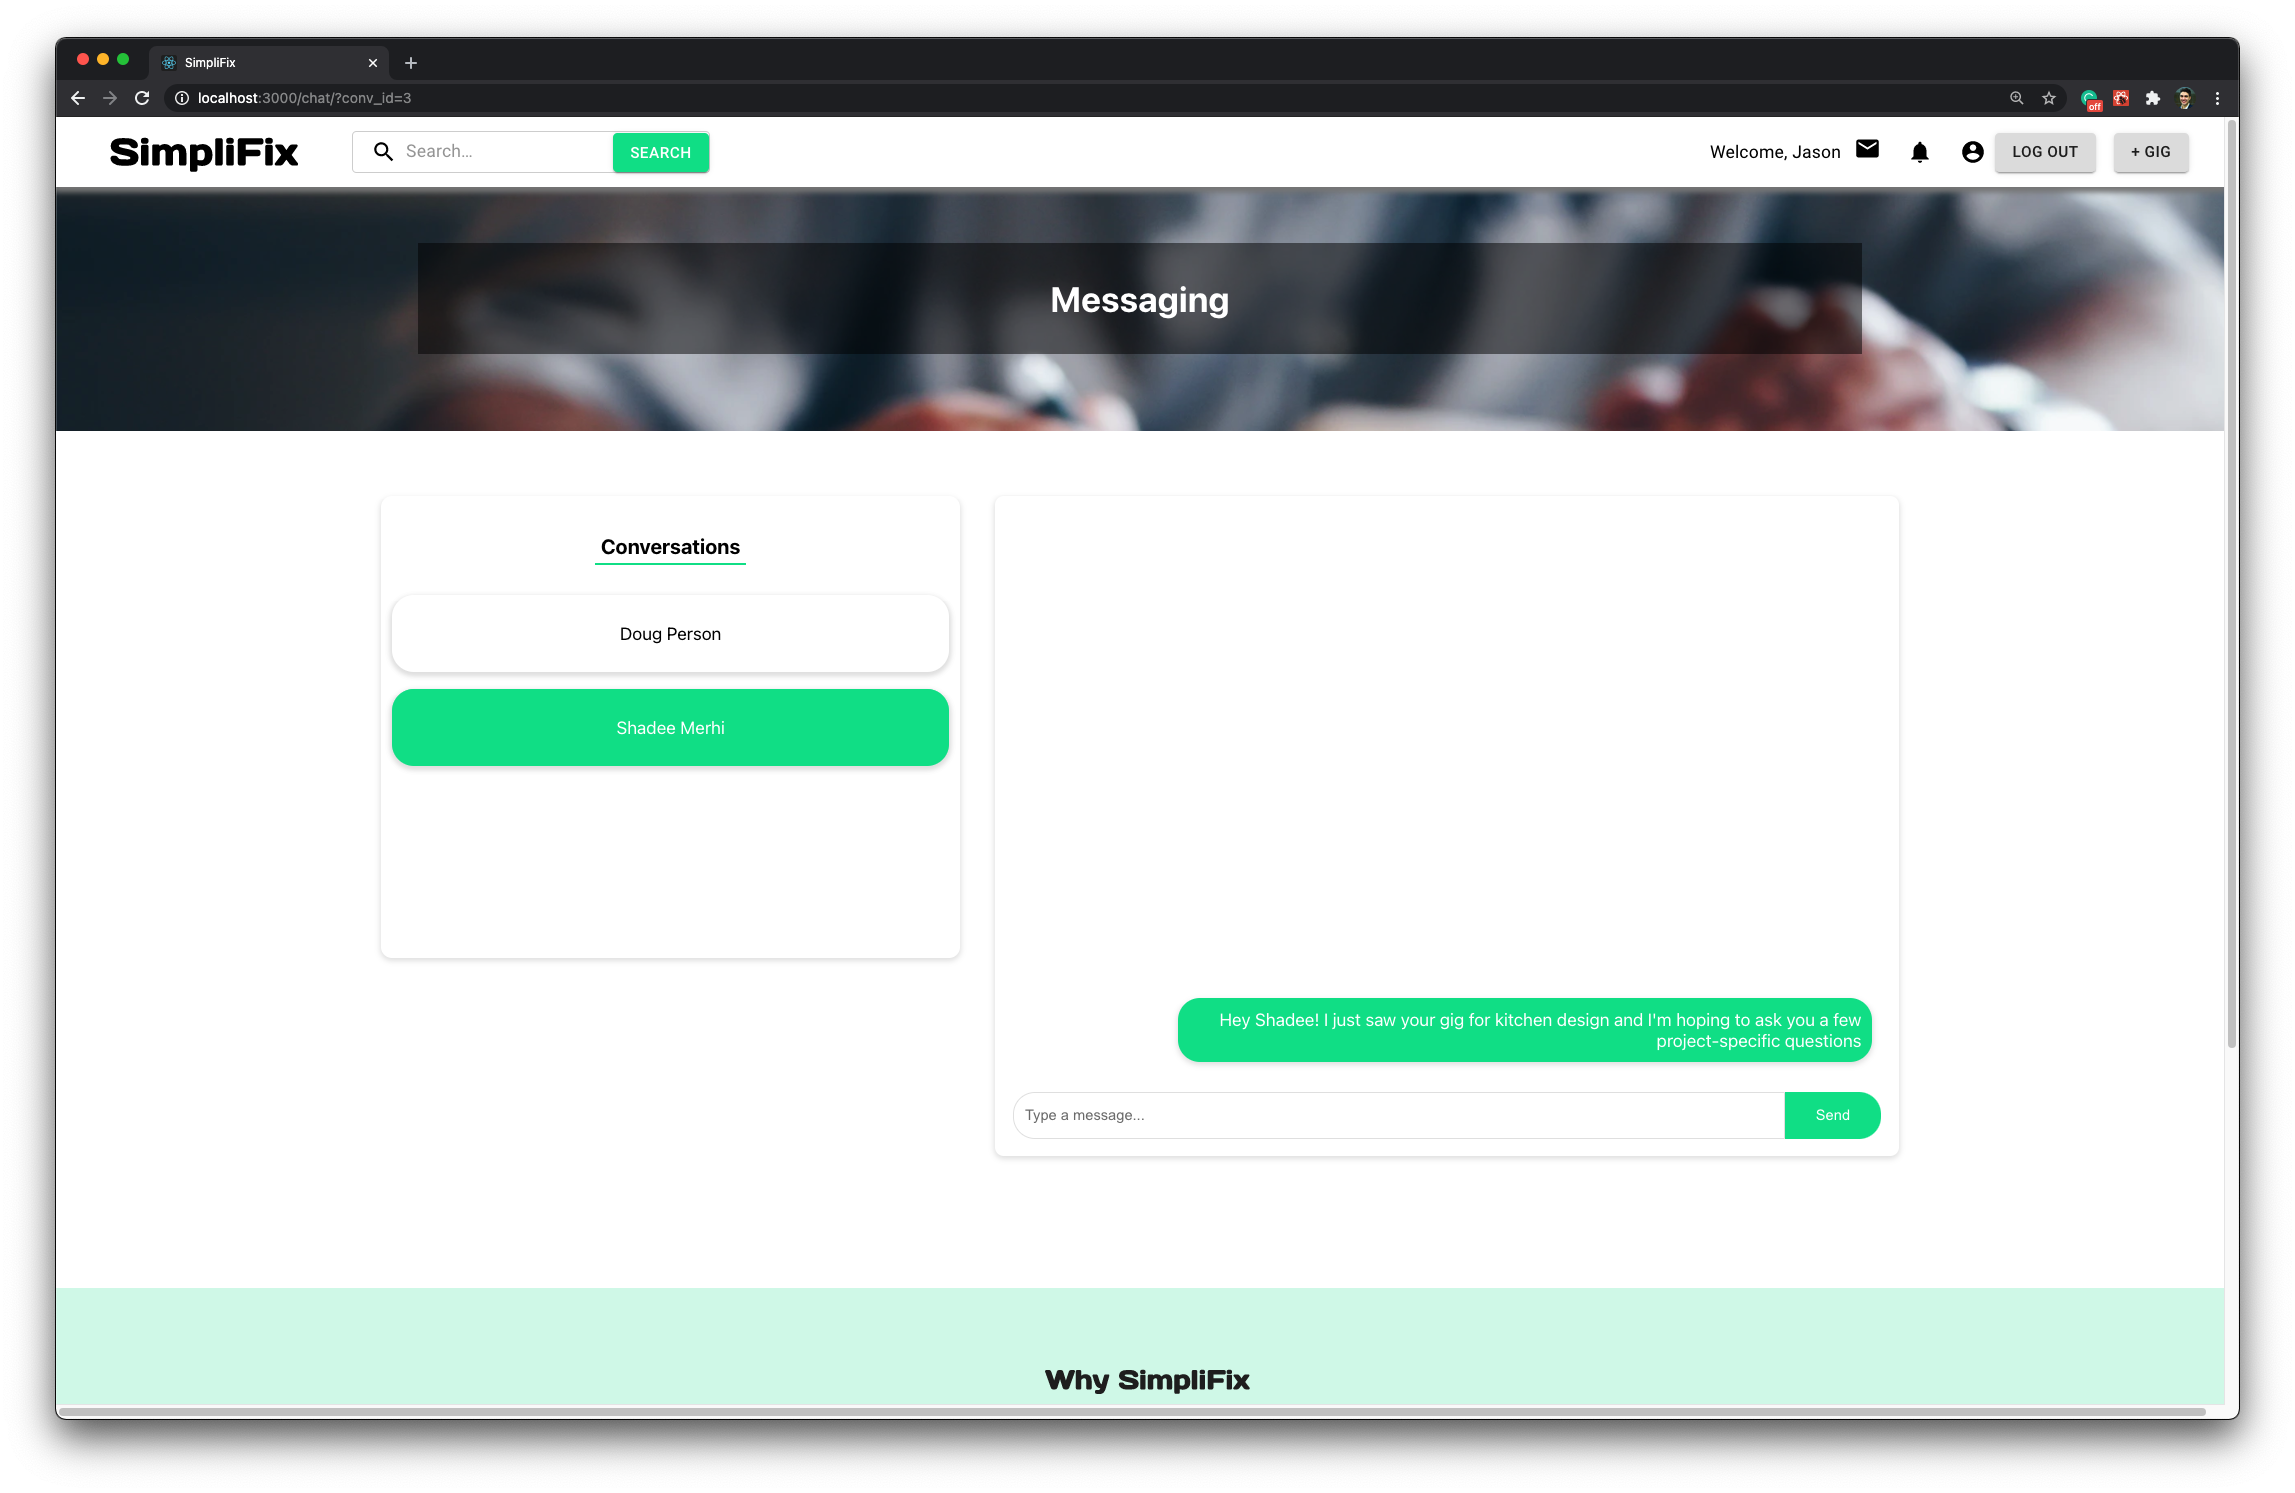 SimpliFix
localhost:3000/chat/?conv_id=3
off
SimpliFix
Search...
SEARCH
Welcome, Jason
LOG OUT
+ GIG
Messaging
Conversations
Doug Person
Shadee Merhi
Hey Shadee! I just saw your gig for kitchen design and I'm hoping to ask you a few
project-specific questions
Type a message...
Send
Why SimpliFix